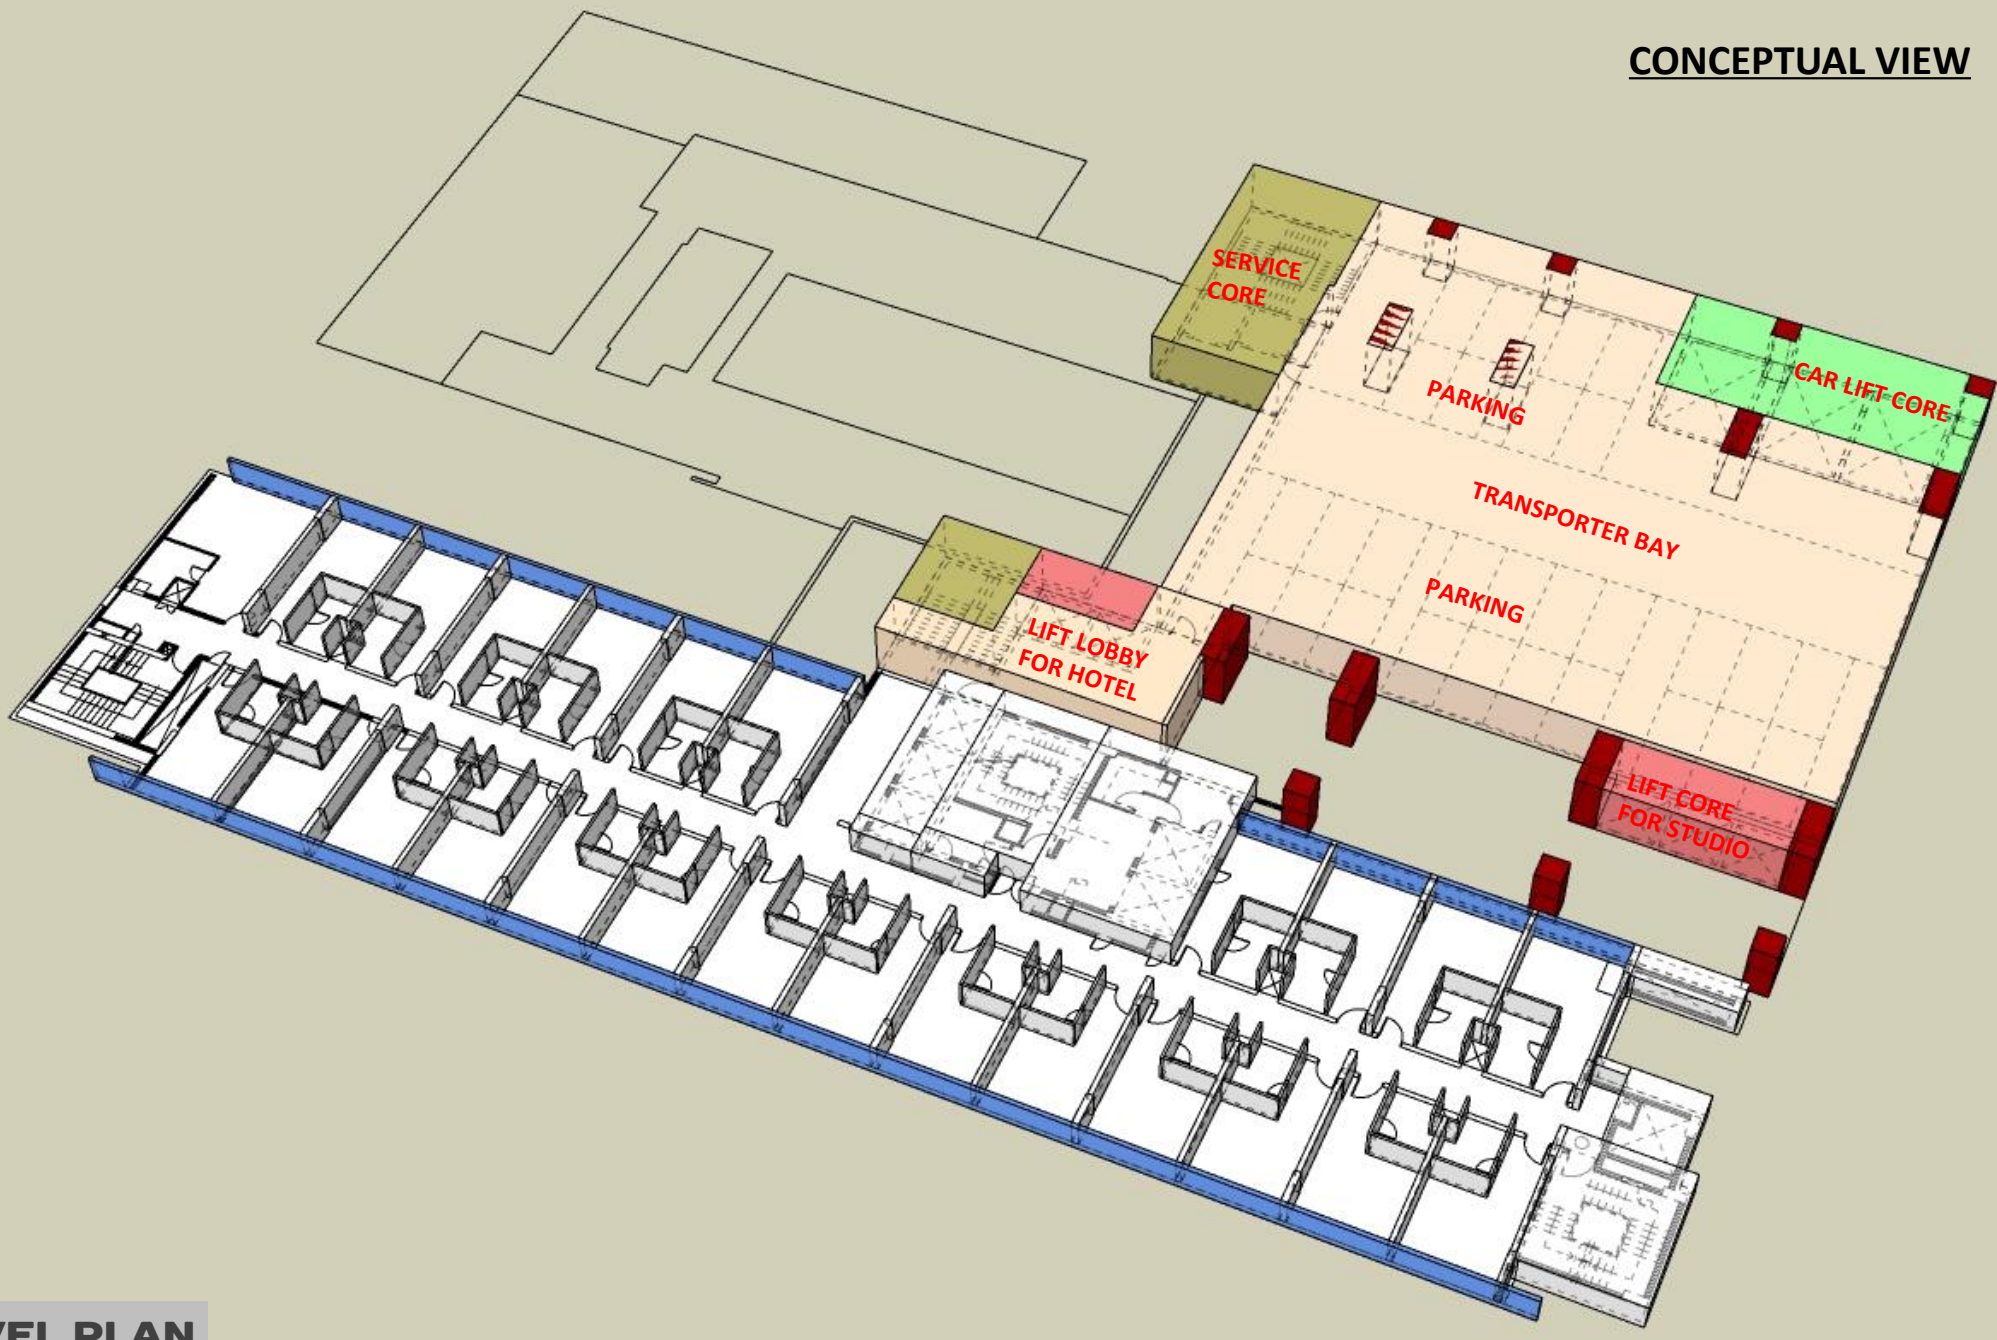 CONCEPTUAL VIEW
SERVICE
CORE
CAR LIFT CORE
PARKING
TRANSPORTER BAY
PARKING
LIFT LOBBY
FOR HOTEL
LIFT CORE
FOR STUDIO
PLAN